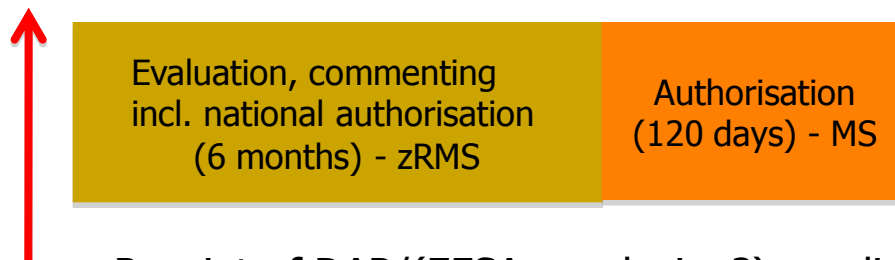 Evaluation, commenting
incl. national authorisation
(6 months) - zRMS
Authorisation
(120 days) - MS